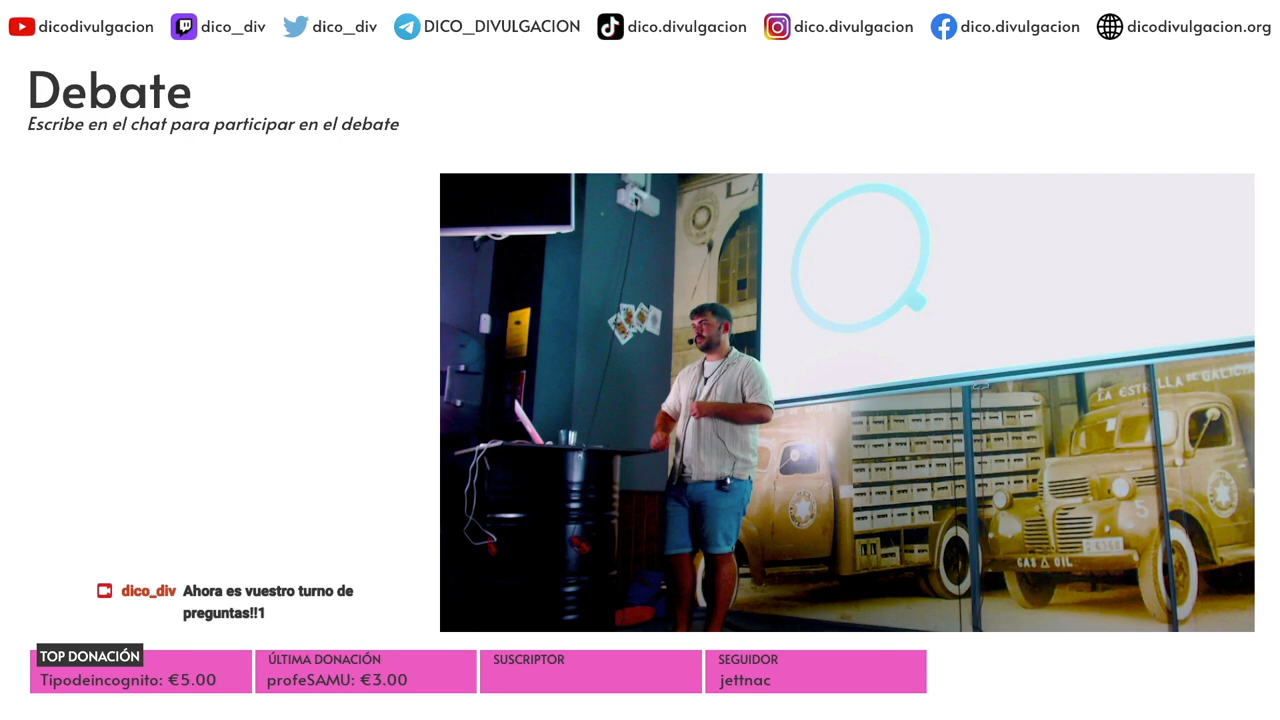 dicodivulgacion dico_div dico_div DICO_DIVULGACION dico.divulgacion dico.divulgacion dico.divulgacion dicodivulgacion.org
Debate
Escribe en el chat para participar en el debate
LA ESTRELLA DE GALICIA
5
GAS OIL
dico_div Ahora es vuestro turno de
preguntas!!1
TOP DONACIÓN
Tipodeincognito: €5.00
ÚLTIMA DONACIÓN
profeSAMU: €3.00
SUSCRIPTOR
SEGUIDOR
jettnac